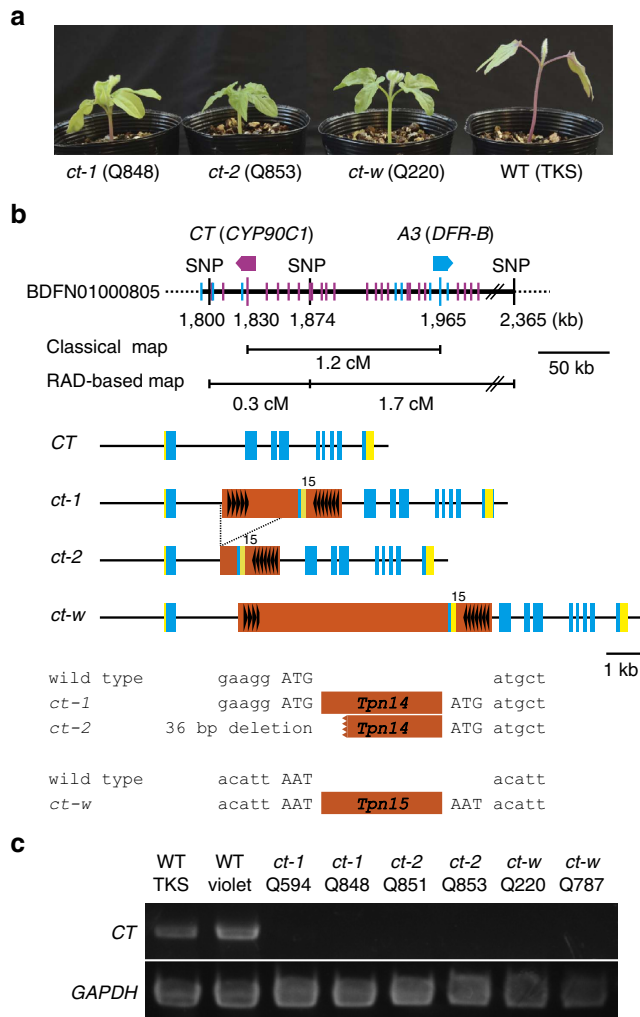 a
ct-1 (Q848) ct-2 (Q853) ct-w (Q220) WT (TKS)
b
CT (CYP90C1) A3 (DFR-B)
SNP SNP SNP
BDFN01000805
1,800 1,830 1,874 1,965 2,365 (kb)
Classical map
1.2 cM
50 kb
RAD-based map
0.3 cM 1.7 cM
CT
15
ct-1
15
ct-2
15
ct-w
1 kb
wild type gaagg ATG atgct
ct-1 gaagg ATG Tpn14 ATG atgct
ct-2 36 bp deletion Tpn14 ATG atgct
wild type acatt AAT acatt
ct-w acatt AAT Tpn15 AAT acatt
c
WT WT ct-1 ct-1 ct-2 ct-2 ct-w ct-w
TKS violet Q594 Q848 Q851 Q853 Q220 Q787
CT
GAPDH